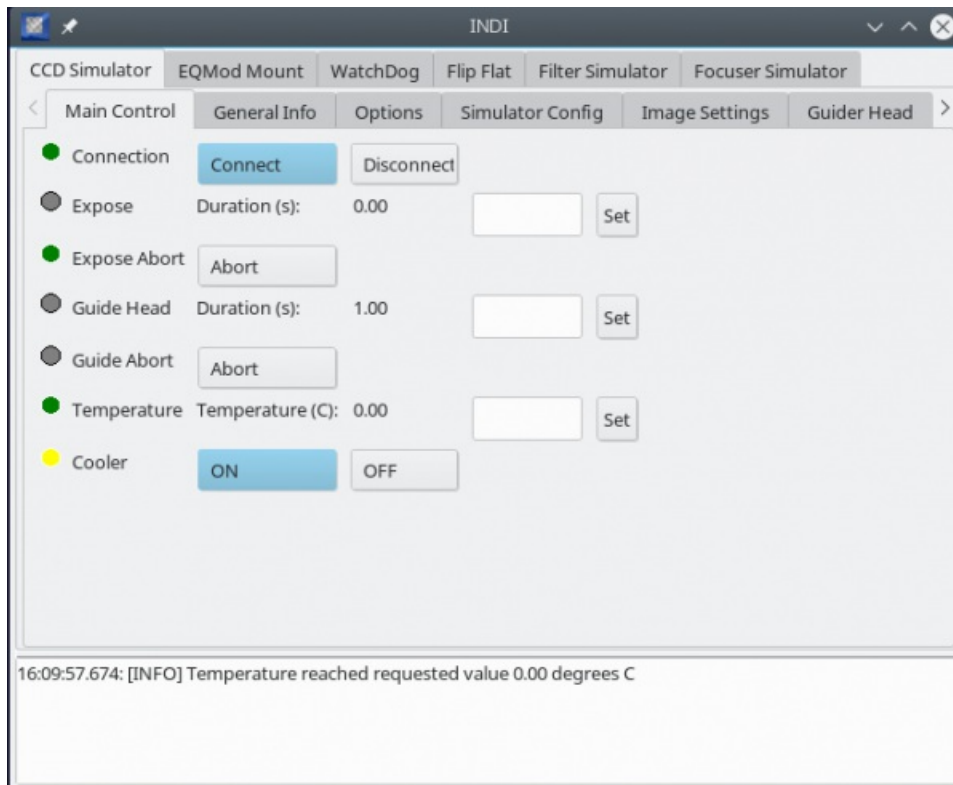 INDI
CCD Simulator EQMod Mount WatchDog Flip Flat Filter Simulator Focuser Simulator
Main Control General Info Options Simulator Config Image Settings Guider Head
Connection Connect Disconnect
Expose Duration (s): 0.00 Set
Expose Abort Abort
Guide Head Duration (s): 1.00 Set
Guide Abort Abort
Temperature Temperature (C): 0.00 Set
Cooler ON OFF
16:09:57.674: [INFO] Temperature reached requested value 0.00 degrees C